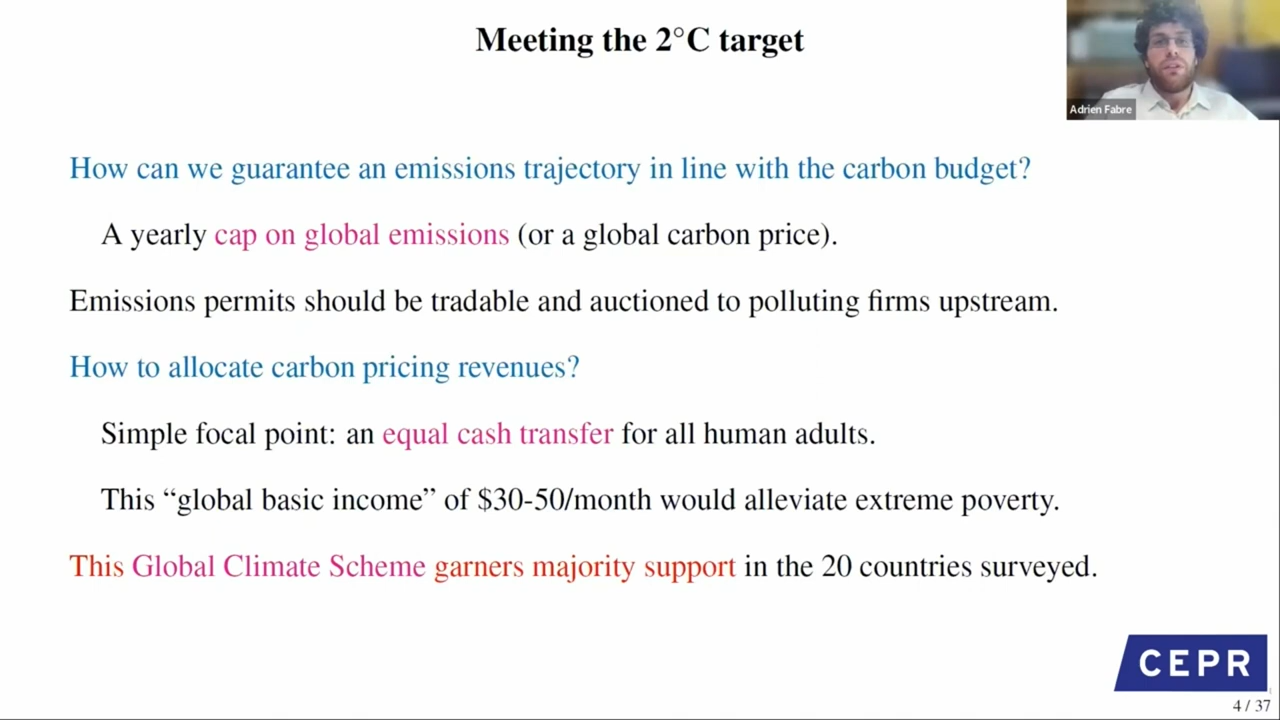 Meeting the 2°C target
Adrien Fabre
How can we guarantee an emissions trajectory in line with the carbon budget?
A yearly cap on global emissions (or a global carbon price).
Emissions permits should be tradable and auctioned to polluting firms upstream.
How to allocate carbon pricing revenues?
Simple focal point: an equal cash transfer for all human adults.
This “global basic income” of $30-50/month would alleviate extreme poverty.
This Global Climate Scheme garners majority support in the 20 countries surveyed.
CEPR
4 / 37